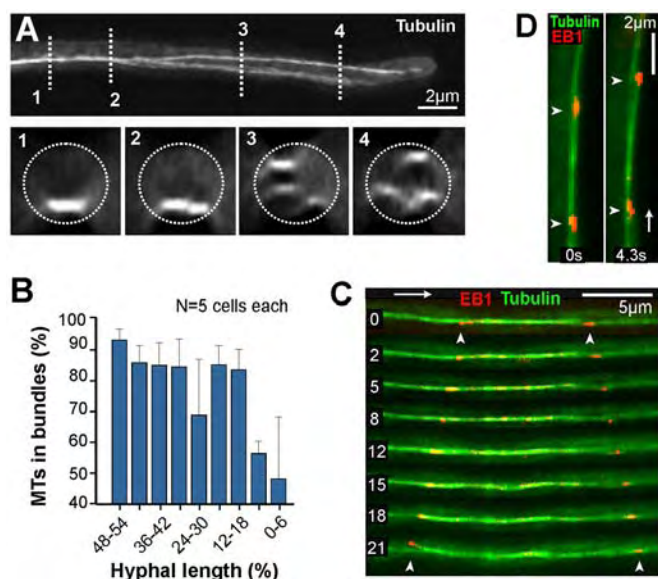 A
Tubulin
3
4
1
2
2μm
1
2
3
4
B
N=5 cells each
MTs in bundles (%)
100
90
80
70
60
50
40
48-54
36-42
24-30
12-18
0-6
Hyphal length (%)
D
Tubulin
EB1
2μm
0s
4.3s
C
EB1 Tubulin
5μm
0
2
5
8
12
15
18
21